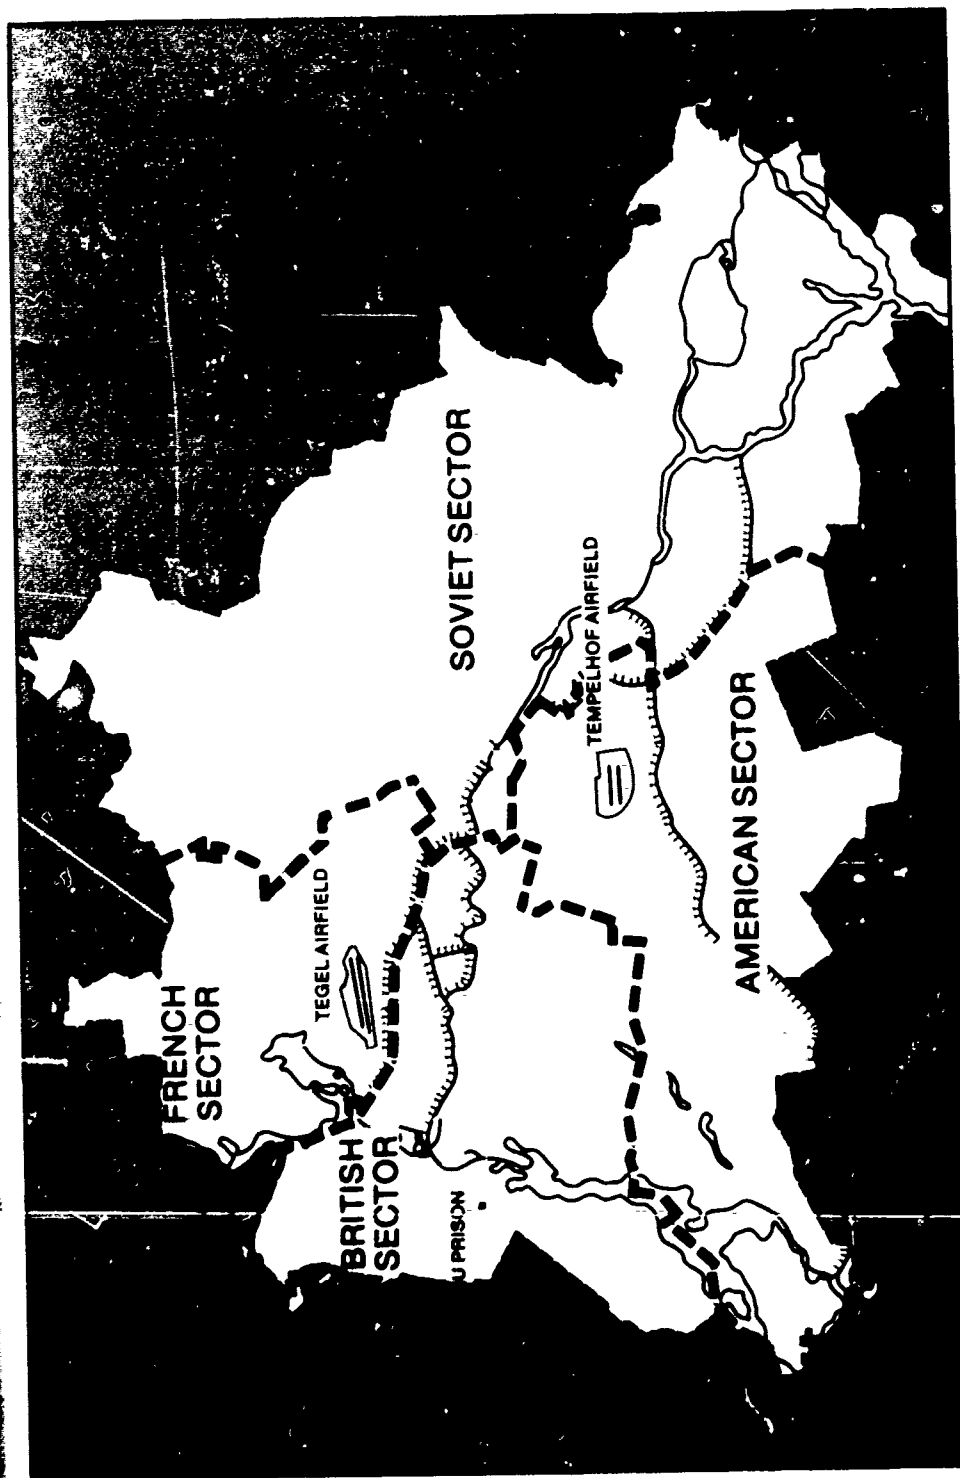 FRENCH
SECTOR
TEGEL AIRFIELD
BRITISH
SECTOR
U PRISON
SOVIET SECTOR
TEMPELHOF AIRFIELD
AMERICAN SECTOR